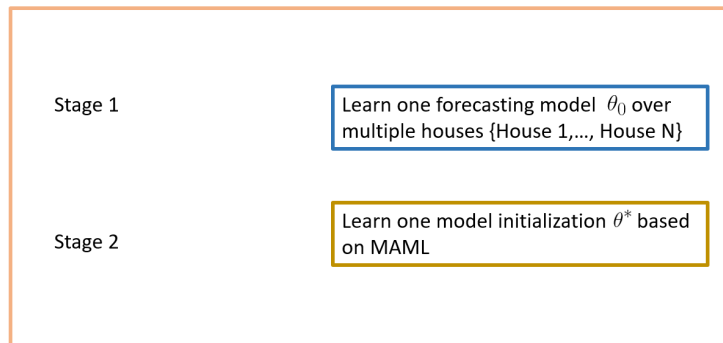 Stage 1
Learn one forecasting model θ₀ over
multiple houses {House 1,..., House N}
Stage 2
Learn one model initialization θ* based
on MAML